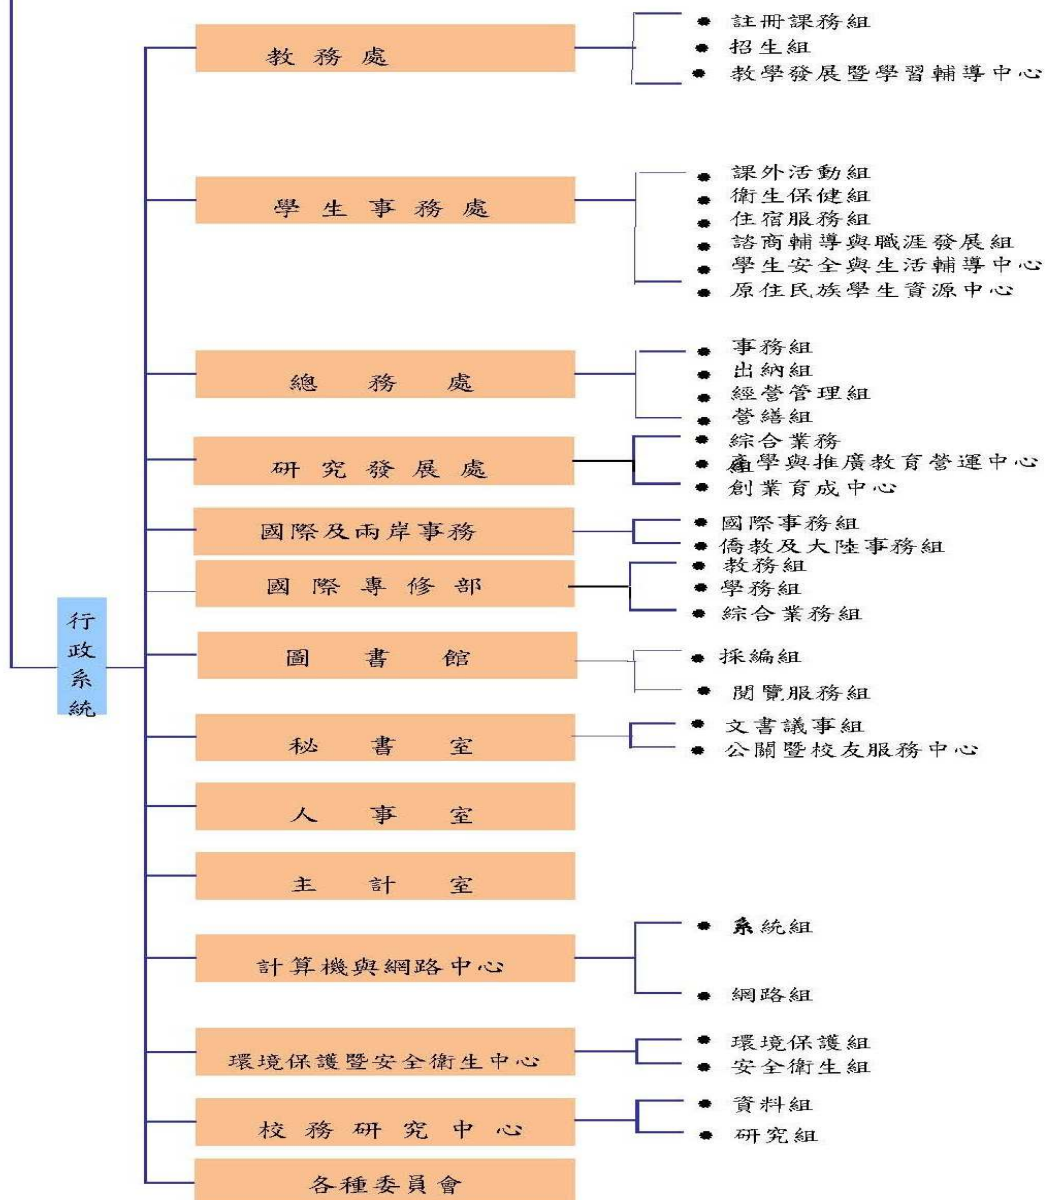 教務處
註冊課務組
招生組
教學發展暨學習輔導中心
學生事務處
課外活動組
衛生保健組
住宿服務組
諮商輔導與職涯發展組
學生安全與生活輔導中心
原住民族學生資源中心
總務處
事務組
出納組
經營管理組
營繕組
研究發展處
綜合業務
組
產學與推廣教育營運中心
創業育成中心
國際及兩岸事務
國際事務組
僑教及大陸事務組
國際專修部
教務組
學務組
綜合業務組
行政系統
圖書館
採編組
閱覽服務組
秘書室
文書議事組
公關暨校友服務中心
人事室
主計室
計算機與網路中心
系統組
網路組
環境保護暨安全衛生中心
環境保護組
安全衛生組
校務研究中心
資料組
研究組
各種委員會